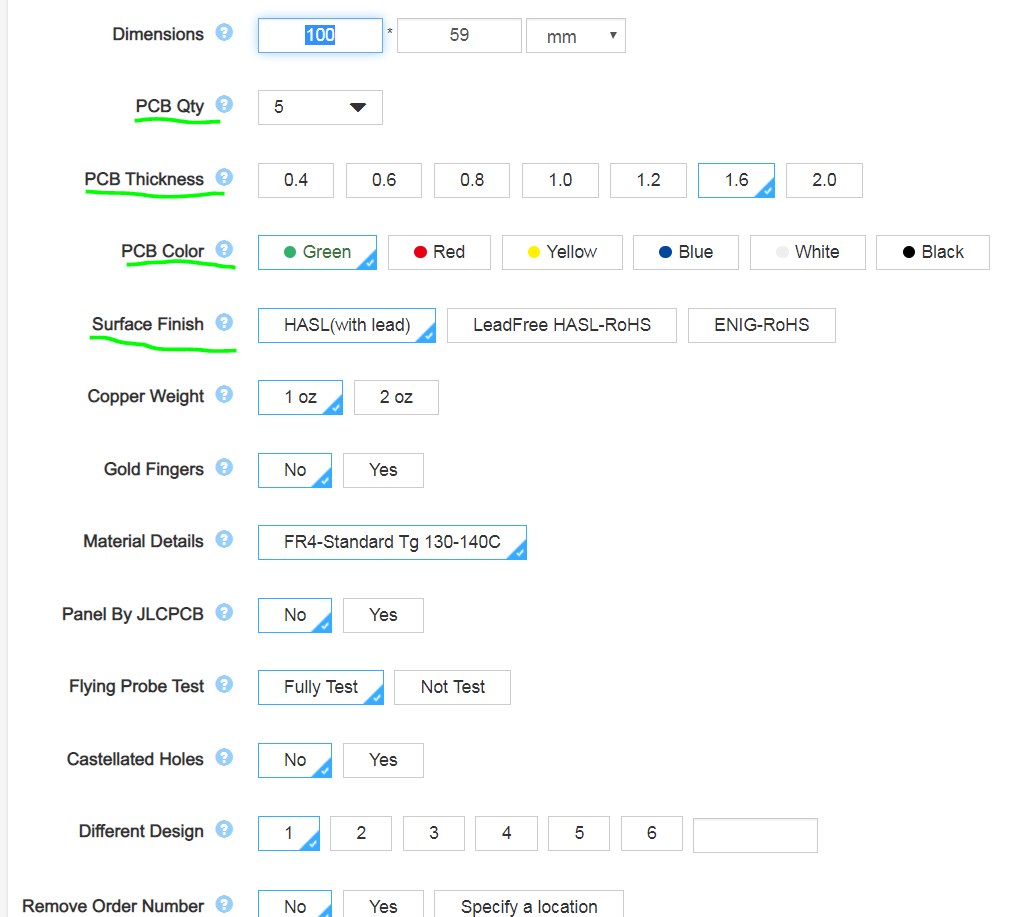 Dimensions ? 100 * 59 mm
PCB Qty ? 5
PCB Thickness ? 0.4 0.6 0.8 1.0 1.2 1.6 2.0
PCB Color ? Green Red Yellow Blue White Black
Surface Finish ? HASL(with lead) LeadFree HASL-RoHS ENIG-RoHS
Copper Weight ? 1 oz 2 oz
Gold Fingers ? No Yes
Material Details ? FR4-Standard Tg 130-140C
Panel By JLCPCB ? No Yes
Flying Probe Test ? Fully Test Not Test
Castellated Holes ? No Yes
Different Design ? 1 2 3 4 5 6
Remove Order Number ? No Yes Specify a location